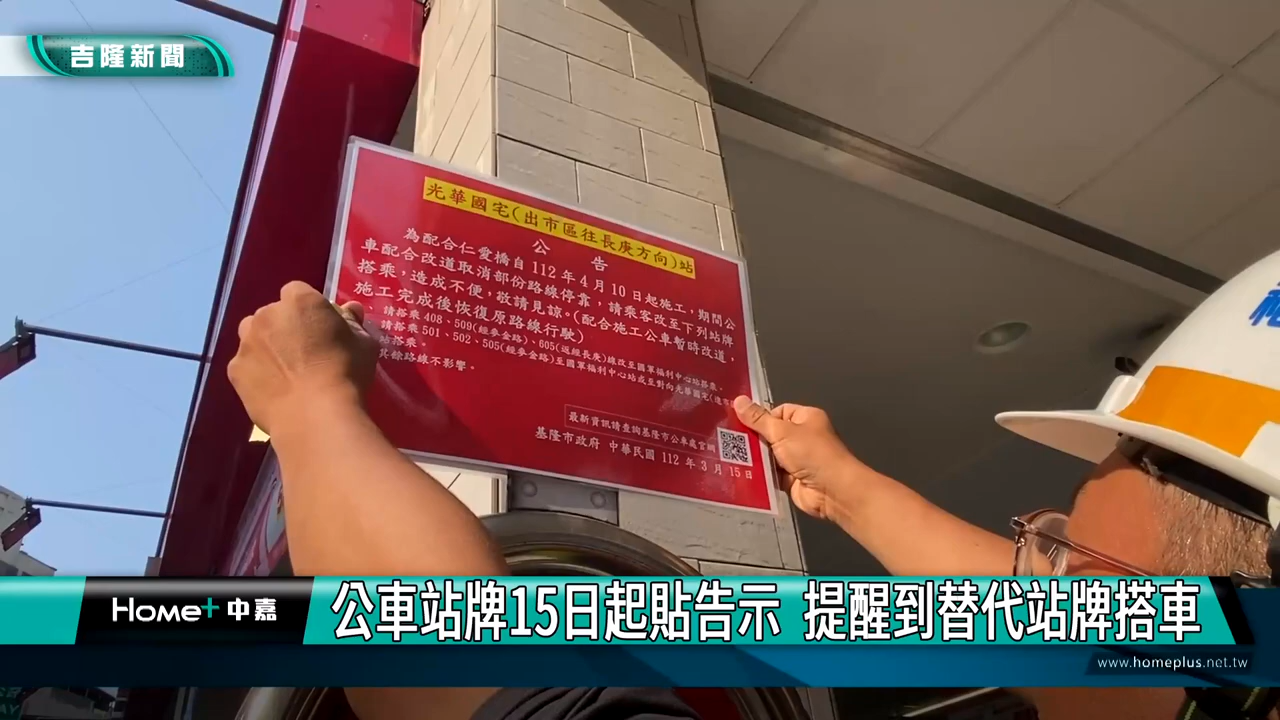 吉隆新聞
光華國宅(出市區往長庚方向)站
公告
為配合仁愛橋自112年4月10日起施工，期間公
車配合改道取消部份路線停靠，請乘客改至下列站牌
搭乘，造成不便，敬請見諒。(配合施工公車暫時改道，
施工完成後恢復原路線行駛)
請搭乘408、509(經參金路)、605(返經長庚)線改至國軍福利中心站搭乘。
請搭乘501、502、505(經參金路)至國軍福利中心站或至對向光華國宅(進市
站搭乘。
其餘路線不影響。
最新資訊請查詢基隆市公車處官網
基隆市政府 中華民國 112 年 3 月 15 日
Home+ 中嘉
公車站牌15日起貼告示 提醒到替代站牌搭車
www.homeplus.net.tw